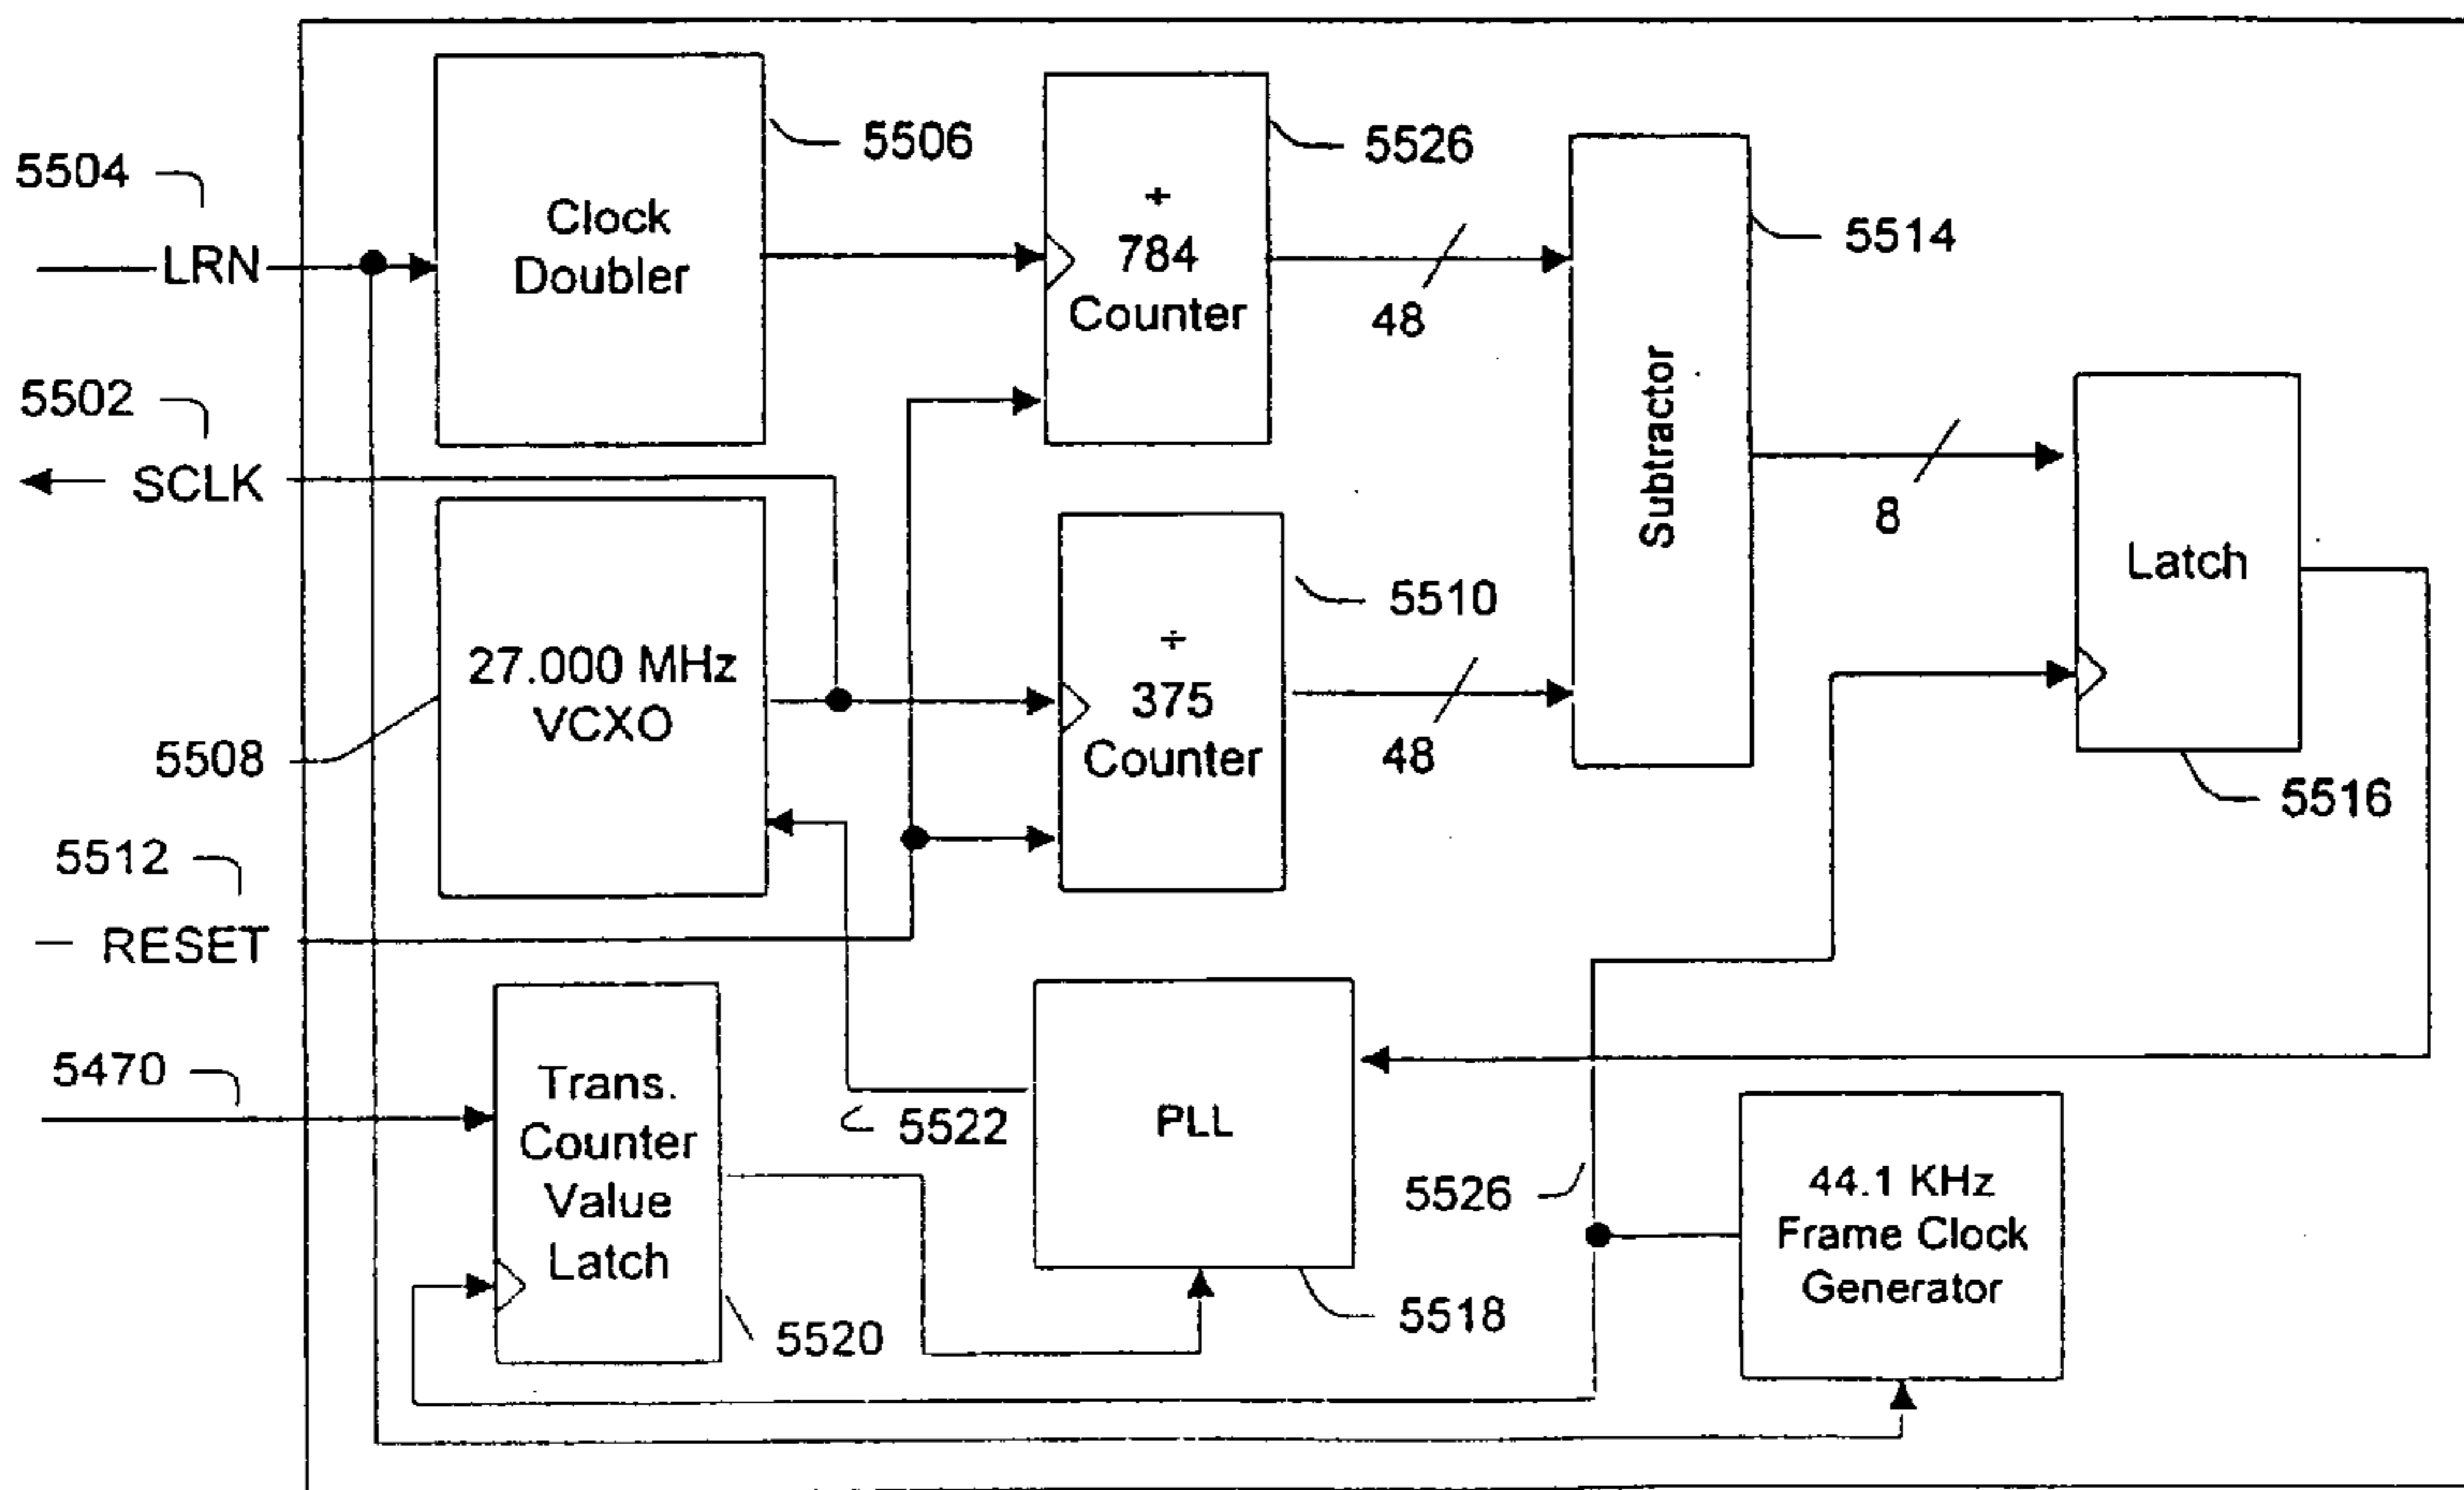 5504
LRN
5502
SCLK
5508
5512
RESET
5470
Clock
Doubler
5506
27.000 MHz
VCXO
Trans.
Counter
Value
Latch
5520
5522
÷
784
Counter
5526
48
÷
375
Counter
5510
48
Subtractor
5514
8
Latch
5516
PLL
5518
5526
44.1 KHz
Frame Clock
Generator